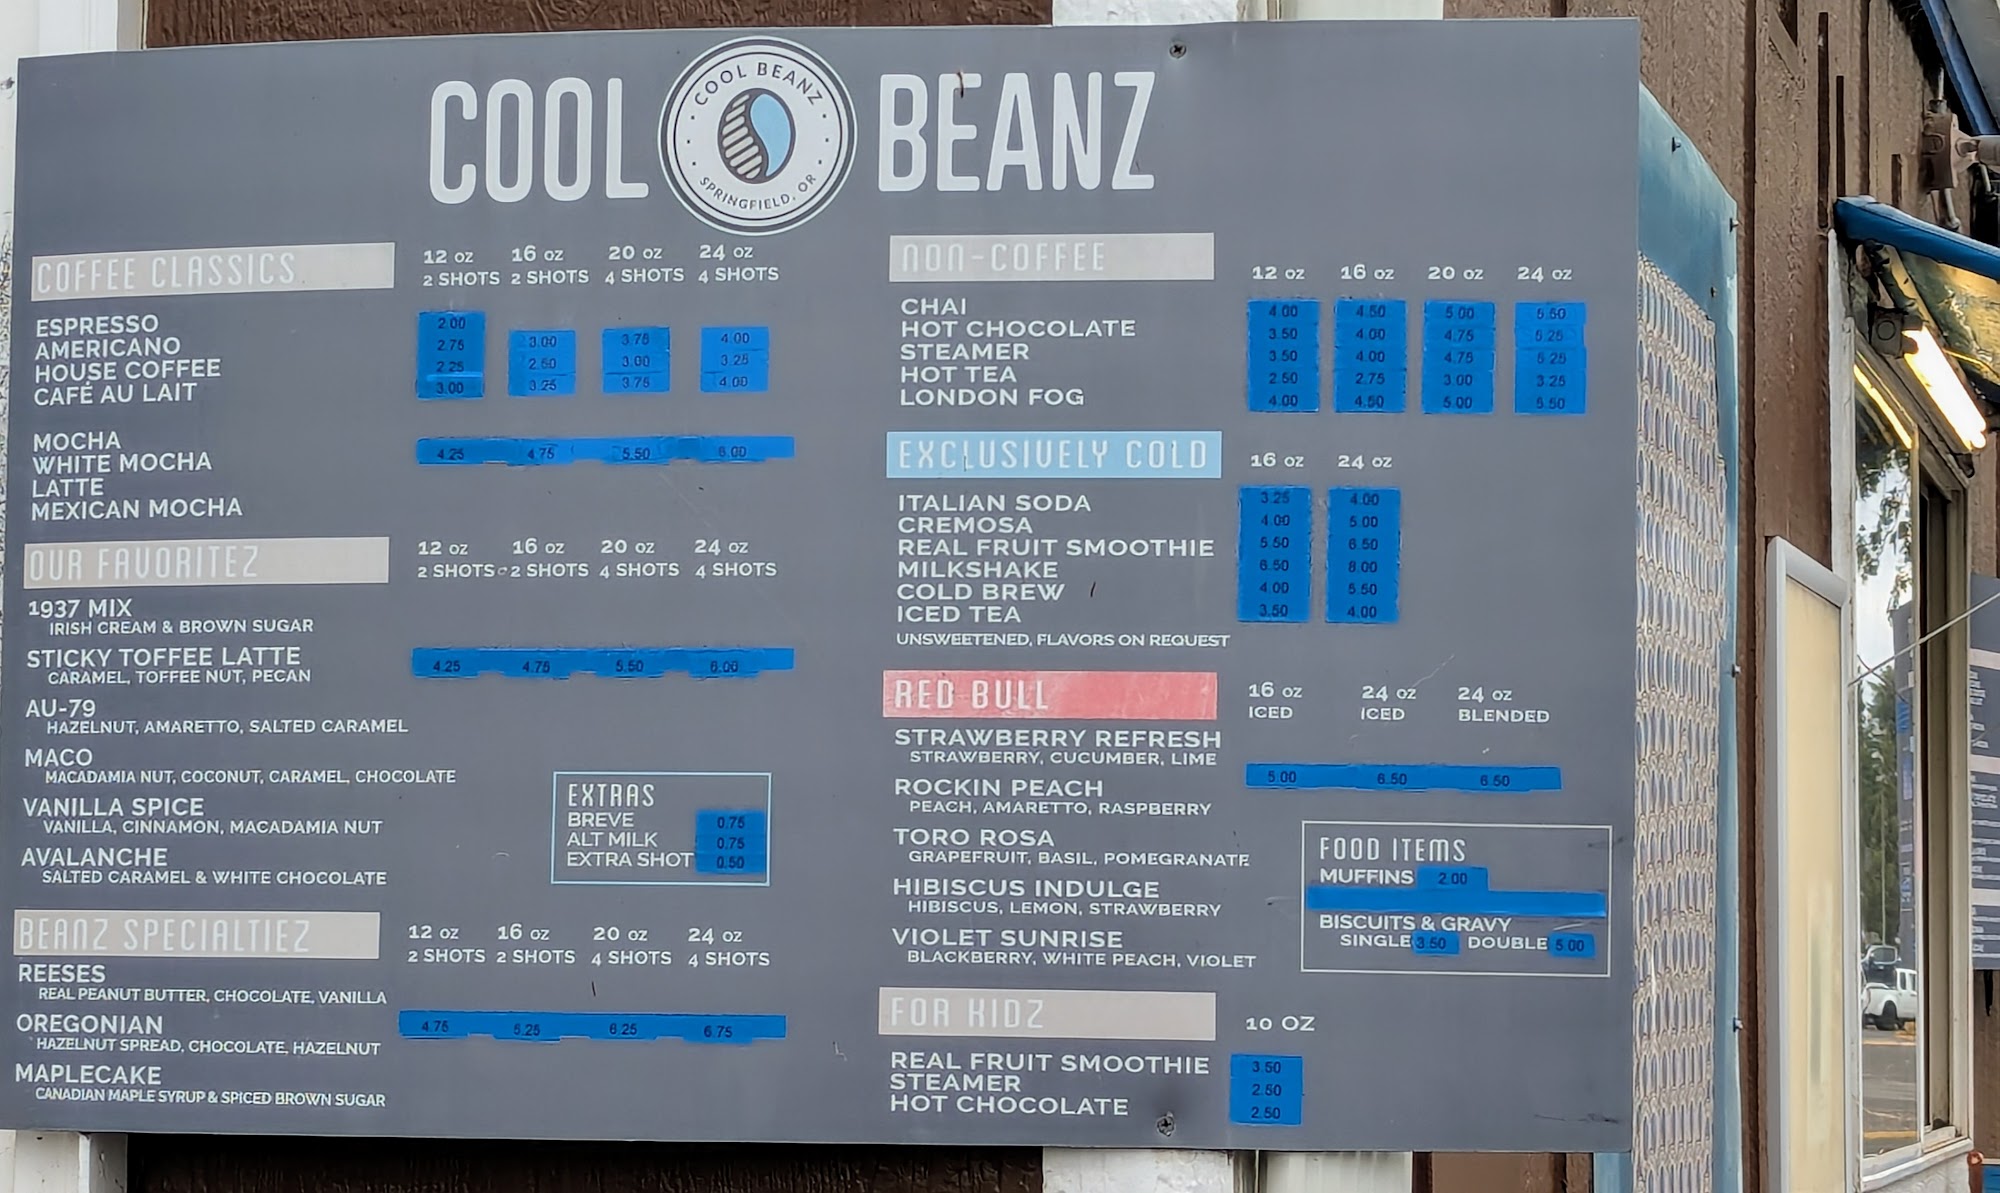 COOL BEANZ
COOL BEANZ
SPRINGFIELD, OR
COFFEE CLASSICS
12 oz 16 oz 20 oz 24 oz
2 SHOTS 2 SHOTS 4 SHOTS 4 SHOTS
ESPRESSO 2.00
AMERICANO 2.75 3.00 3.75 4.00
HOUSE COFFEE 2.25 2.50 3.00 3.25
CAFÉ AU LAIT 3.00 3.25 3.75 4.00
MOCHA
WHITE MOCHA 4.25 4.75 5.50 6.00
LATTE
MEXICAN MOCHA
OUR FAVORITEZ
12 oz 16 oz 20 oz 24 oz
2 SHOTS 2 SHOTS 4 SHOTS 4 SHOTS
1937 MIX
IRISH CREAM & BROWN SUGAR
STICKY TOFFEE LATTE 4.25 4.75 5.50 6.00
CARAMEL, TOFFEE NUT, PECAN
AU-79
HAZELNUT, AMARETTO, SALTED CARAMEL
MACO
MACADAMIA NUT, COCONUT, CARAMEL, CHOCOLATE
VANILLA SPICE
VANILLA, CINNAMON, MACADAMIA NUT
AVALANCHE
SALTED CARAMEL & WHITE CHOCOLATE
EXTRAS
BREVE 0.75
ALT MILK 0.75
EXTRA SHOT 0.50
BEANZ SPECIALTIEZ
12 oz 16 oz 20 oz 24 oz
2 SHOTS 2 SHOTS 4 SHOTS 4 SHOTS
REESES
REAL PEANUT BUTTER, CHOCOLATE, VANILLA
OREGONIAN 4.75 5.25 6.25 6.75
HAZELNUT SPREAD, CHOCOLATE, HAZELNUT
MAPLECAKE
CANADIAN MAPLE SYRUP & SPICED BROWN SUGAR
NON-COFFEE
12 oz 16 oz 20 oz 24 oz
CHAI 4.00 4.50 5.00 5.50
HOT CHOCOLATE 3.50 4.00 4.75 5.25
STEAMER 3.50 4.00 4.75 5.25
HOT TEA 2.50 2.75 3.00 3.25
LONDON FOG 4.00 4.50 5.00 5.50
EXCLUSIVELY COLD 16 oz 24 oz
ITALIAN SODA 3.25 4.00
CREMOSA 4.00 5.00
REAL FRUIT SMOOTHIE 5.50 6.50
MILKSHAKE 6.50 8.00
COLD BREW 4.00 5.50
ICED TEA 3.50 4.00
UNSWEETENED, FLAVORS ON REQUEST
RED BULL
16 oz 24 oz 24 oz
ICED ICED BLENDED
STRAWBERRY REFRESH
STRAWBERRY, CUCUMBER, LIME
5.00 6.50 6.50
ROCKIN PEACH
PEACH, AMARETTO, RASPBERRY
TORO ROSA
GRAPEFRUIT, BASIL, POMEGRANATE
HIBISCUS INDULGE
HIBISCUS, LEMON, STRAWBERRY
VIOLET SUNRISE
BLACKBERRY, WHITE PEACH, VIOLET
FOOD ITEMS
MUFFINS 2.00
BISCUITS & GRAVY
SINGLE 3.50 DOUBLE 5.00
FOR KIDZ 10 OZ
REAL FRUIT SMOOTHIE 3.50
STEAMER 2.50
HOT CHOCOLATE 2.50